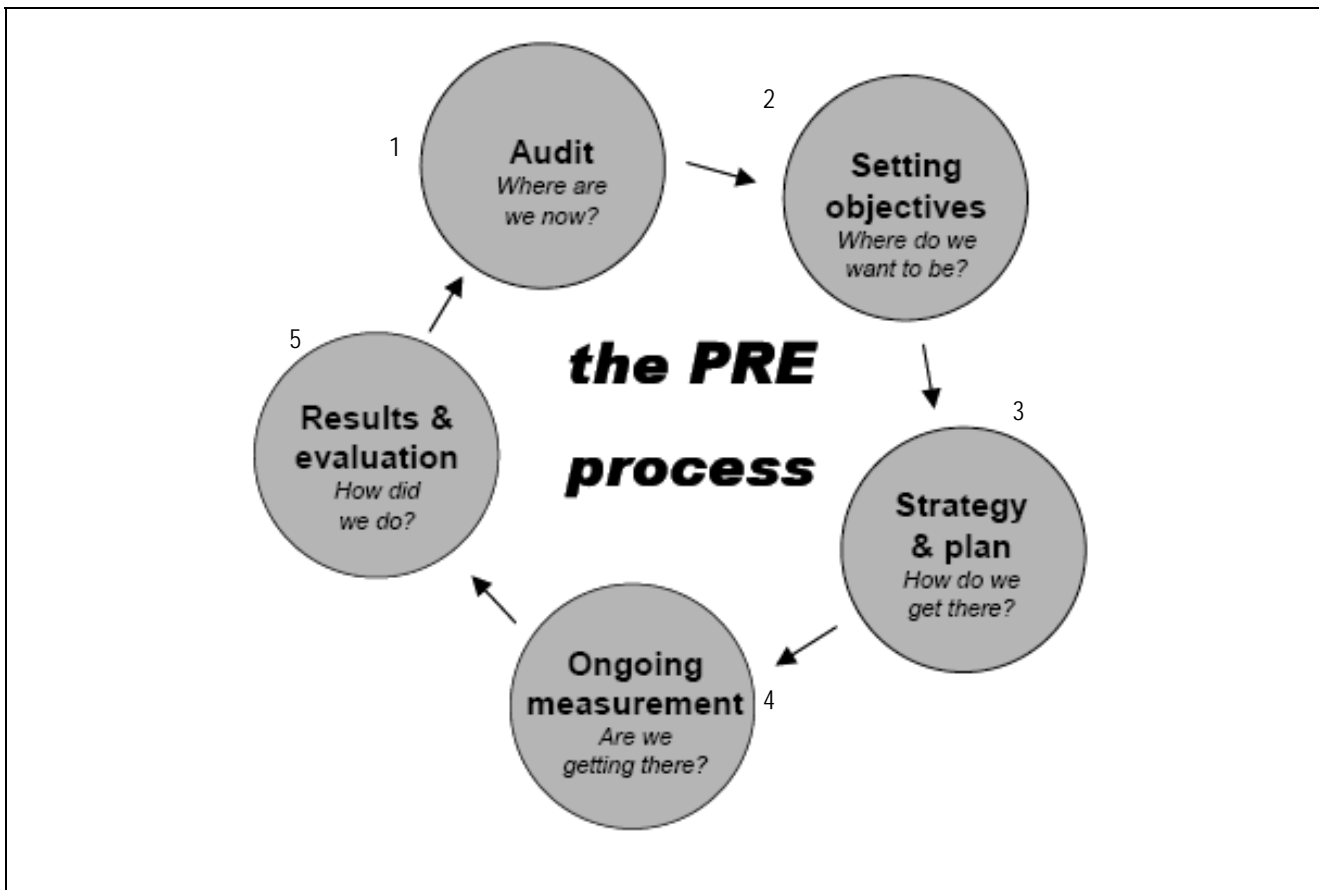 1
Audit
Where are
we now?
2
Setting
objectives
Where do we
want to be?
3
Strategy
& plan
How do we
get there?
4
Ongoing
measurement
Are we
getting there?
5
Results &
evaluation
How did
we do?
the PRE
process